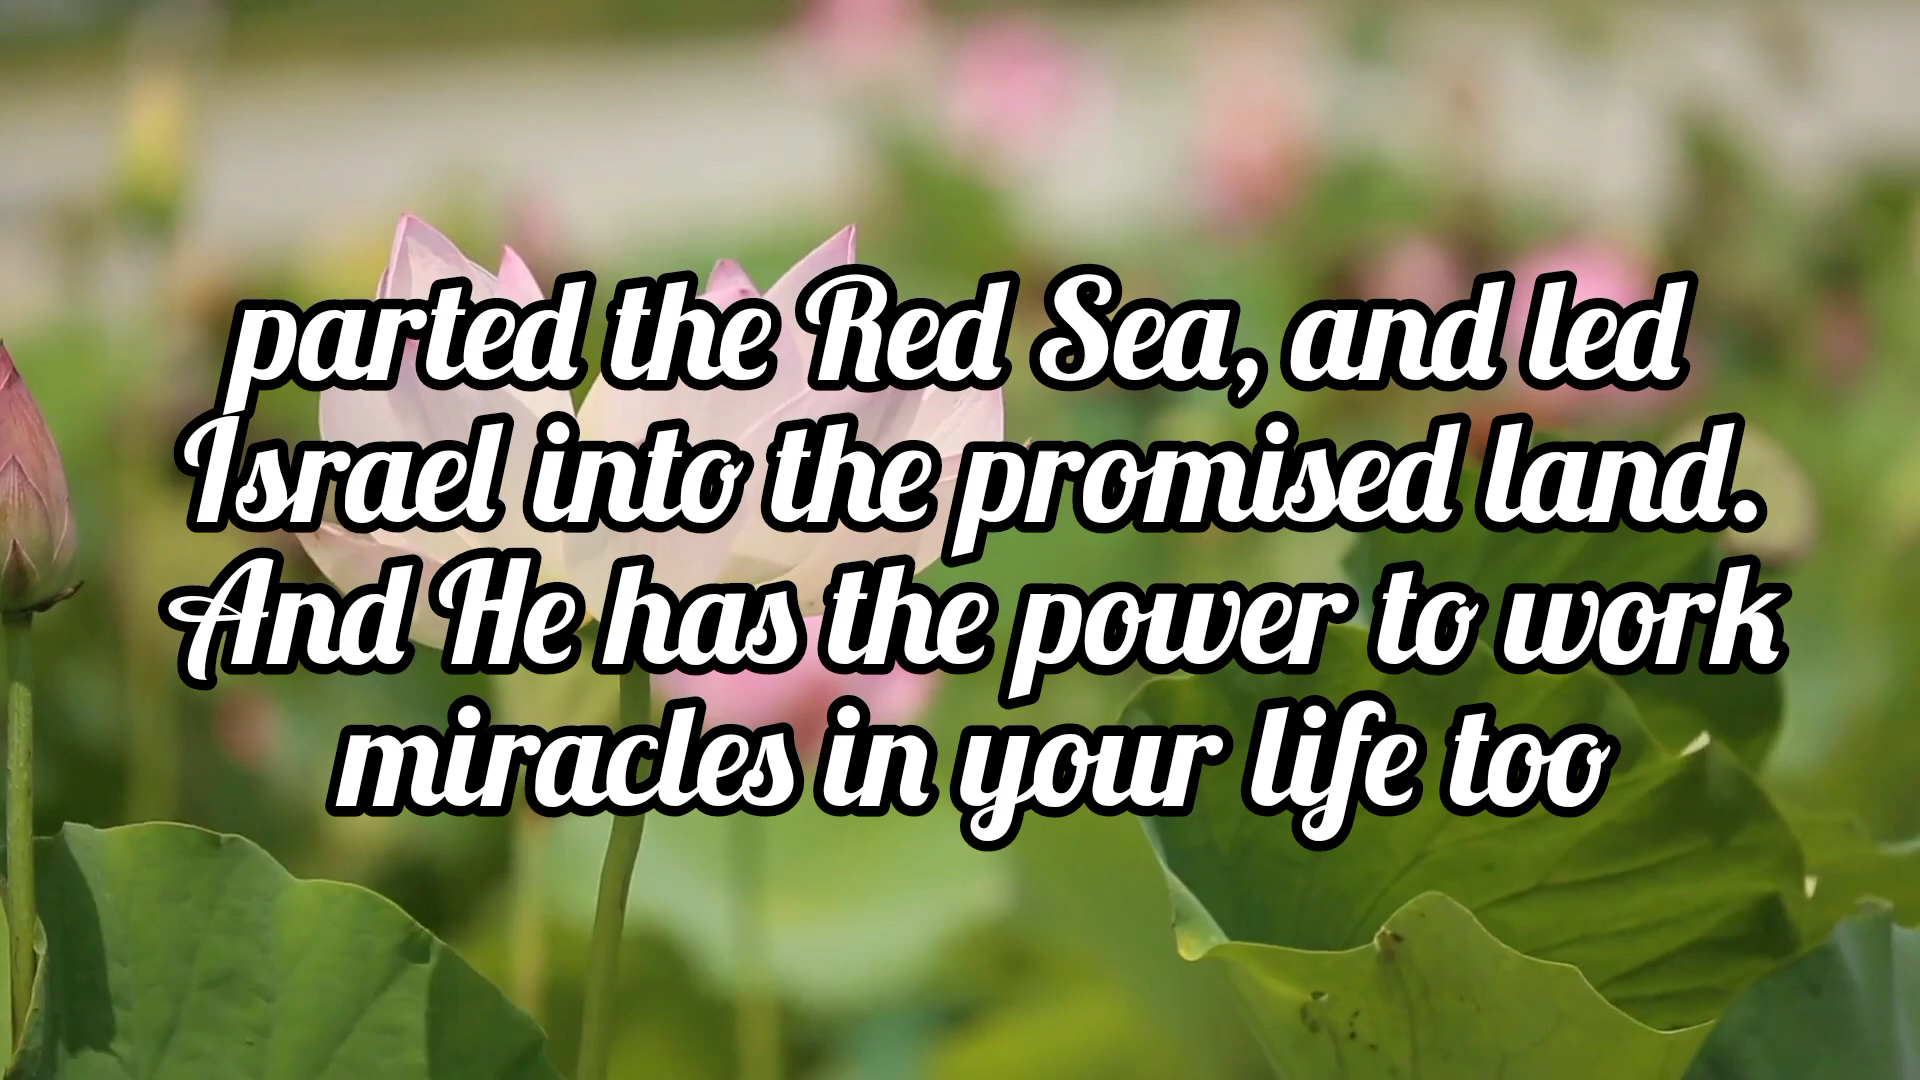 parted the Red Sea, and led
Israel into the promised land.
And He has the power to work
miracles in your life too